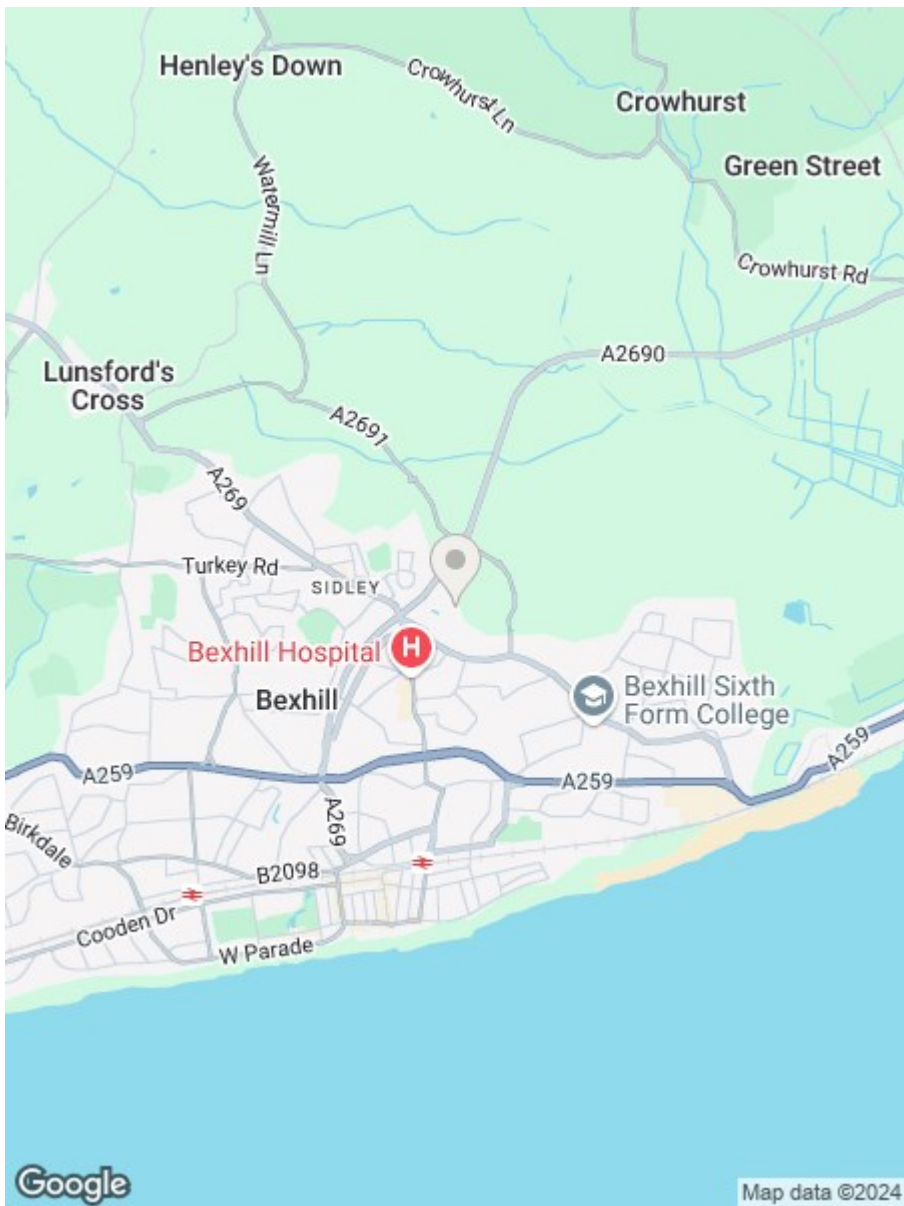 Henley's Down
Crowhurst Ln
Crowhurst
Green Street
Watermill Ln
Crowhurst Rd
A2690
Lunsford's
Cross
A2691
A269
Turkey Rd
SIDLEY
Bexhill Hospital
H
Bexhill
Bexhill Sixth
Form College
A259
A259
A259
A269
Birkdale
B2098
Cooden Dr
W Parade
Google
Map data ©2024